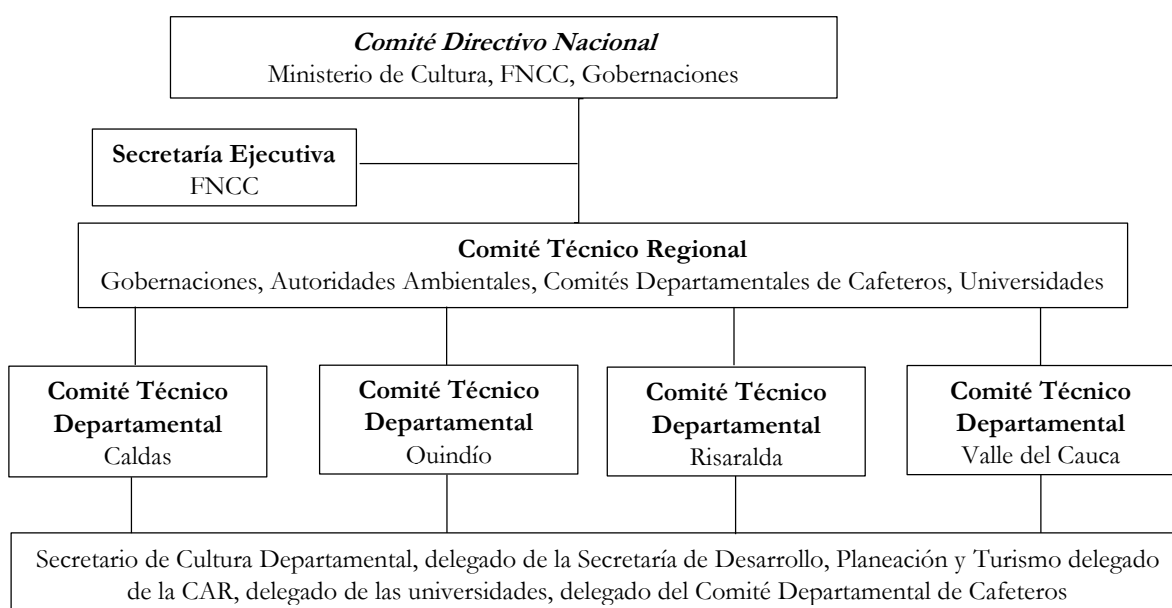 Comité Directivo Nacional
Ministerio de Cultura, FNCC, Gobernaciones
Secretaría Ejecutiva
FNCC
Comité Técnico Regional
Gobernaciones, Autoridades Ambientales, Comités Departamentales de Cafeteros, Universidades
Comité Técnico
Departamental
Caldas
Comité Técnico
Departamental
Ouindío
Comité Técnico
Departamental
Risaralda
Comité Técnico
Departamental
Valle del Cauca
Secretario de Cultura Departamental, delegado de la Secretaría de Desarrollo, Planeación y Turismo delegado
de la CAR, delegado de las universidades, delegado del Comité Departamental de Cafeteros